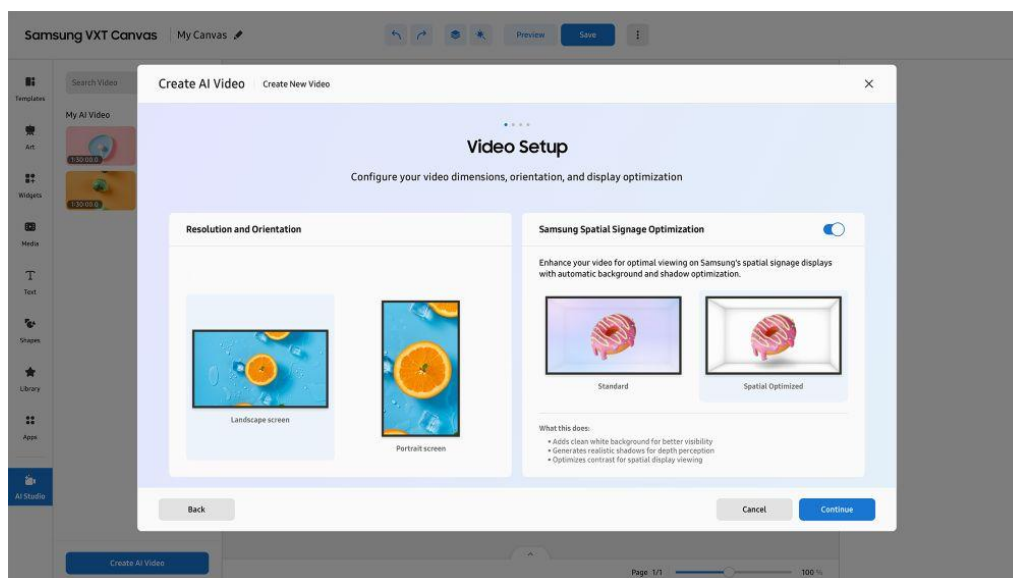 Samsung VXT Canvas
My Canvas
Preview
Save
Templates
Art
Widgets
Media
Text
Shapes
Library
Apps
AI Studio
Search Video
My AI Video
Create AI Video
Create New Video
Video Setup
Configure your video dimensions, orientation, and display optimization
Resolution and Orientation
Landscape screen
Portrait screen
Samsung Spatial Signage Optimization
Enhance your video for optimal viewing on Samsung's spatial signage displays
with automatic background and shadow optimization.
Standard
Spatial Optimized
What this does:
• Adds clean white background for better visibility
• Generates realistic shadows for depth perception
• Optimizes contrast for spatial display viewing
Back
Cancel
Continue
Create AI Video
Page 1/1
100 %